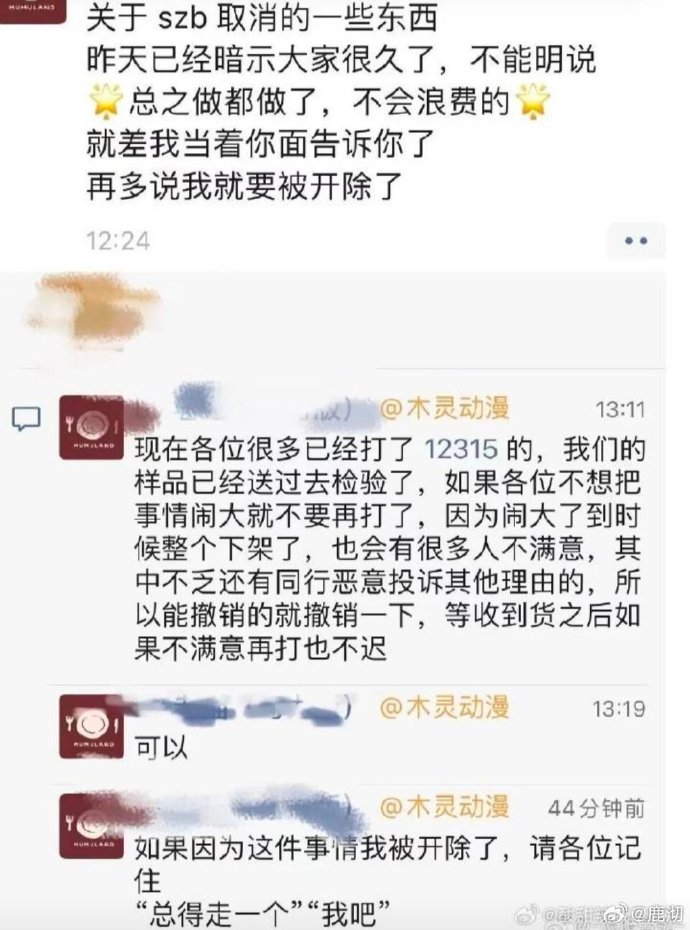 MUMULAND
关于 szb 取消的一些东西
昨天已经暗示大家很久了，不能明说
🌟总之做都做了，不会浪费的🌟
就差我当着你面告诉你了
再多说我就要被开除了
12:24
@木灵动漫 13:11
MUMULAND
现在各位很多已经打了 12315 的，我们的
样品已经送过去检验了，如果各位不想把
事情闹大就不要再打了，因为闹大了到时
候整个下架了，也会有很多人不满意，其
中不乏还有同行恶意投诉其他理由的，所
以能撤销的就撤销一下，等收到货之后如
果不满意再打也不迟
@木灵动漫 13:19
MUMULAND
可以
@木灵动漫 44分钟前
MUMULAND
如果因为这件事情我被开除了，请各位记
住
“总得走一个”“我吧”
@鹿沏